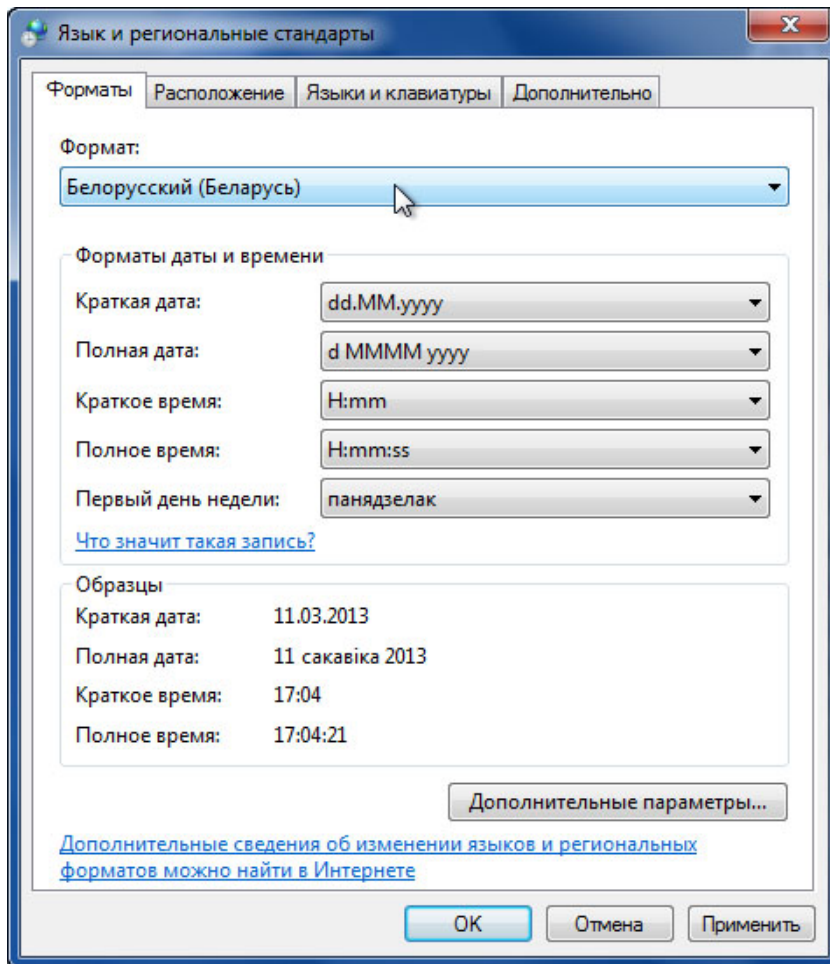 Язык и региональные стандарты
Форматы Расположение Языки и клавиатуры Дополнительно
Формат:
Белорусский (Беларусь)
Форматы даты и времени
Краткая дата: dd.MM.yyyy
Полная дата: d MMMM yyyy
Краткое время: H:mm
Полное время: H:mm:ss
Первый день недели: панядзелак
Что значит такая запись?
Образцы
Краткая дата: 11.03.2013
Полная дата: 11 сакавіка 2013
Краткое время: 17:04
Полное время: 17:04:21
Дополнительные параметры...
Дополнительные сведения об изменении языков и региональных
форматов можно найти в Интернете
ОК Отмена Применить